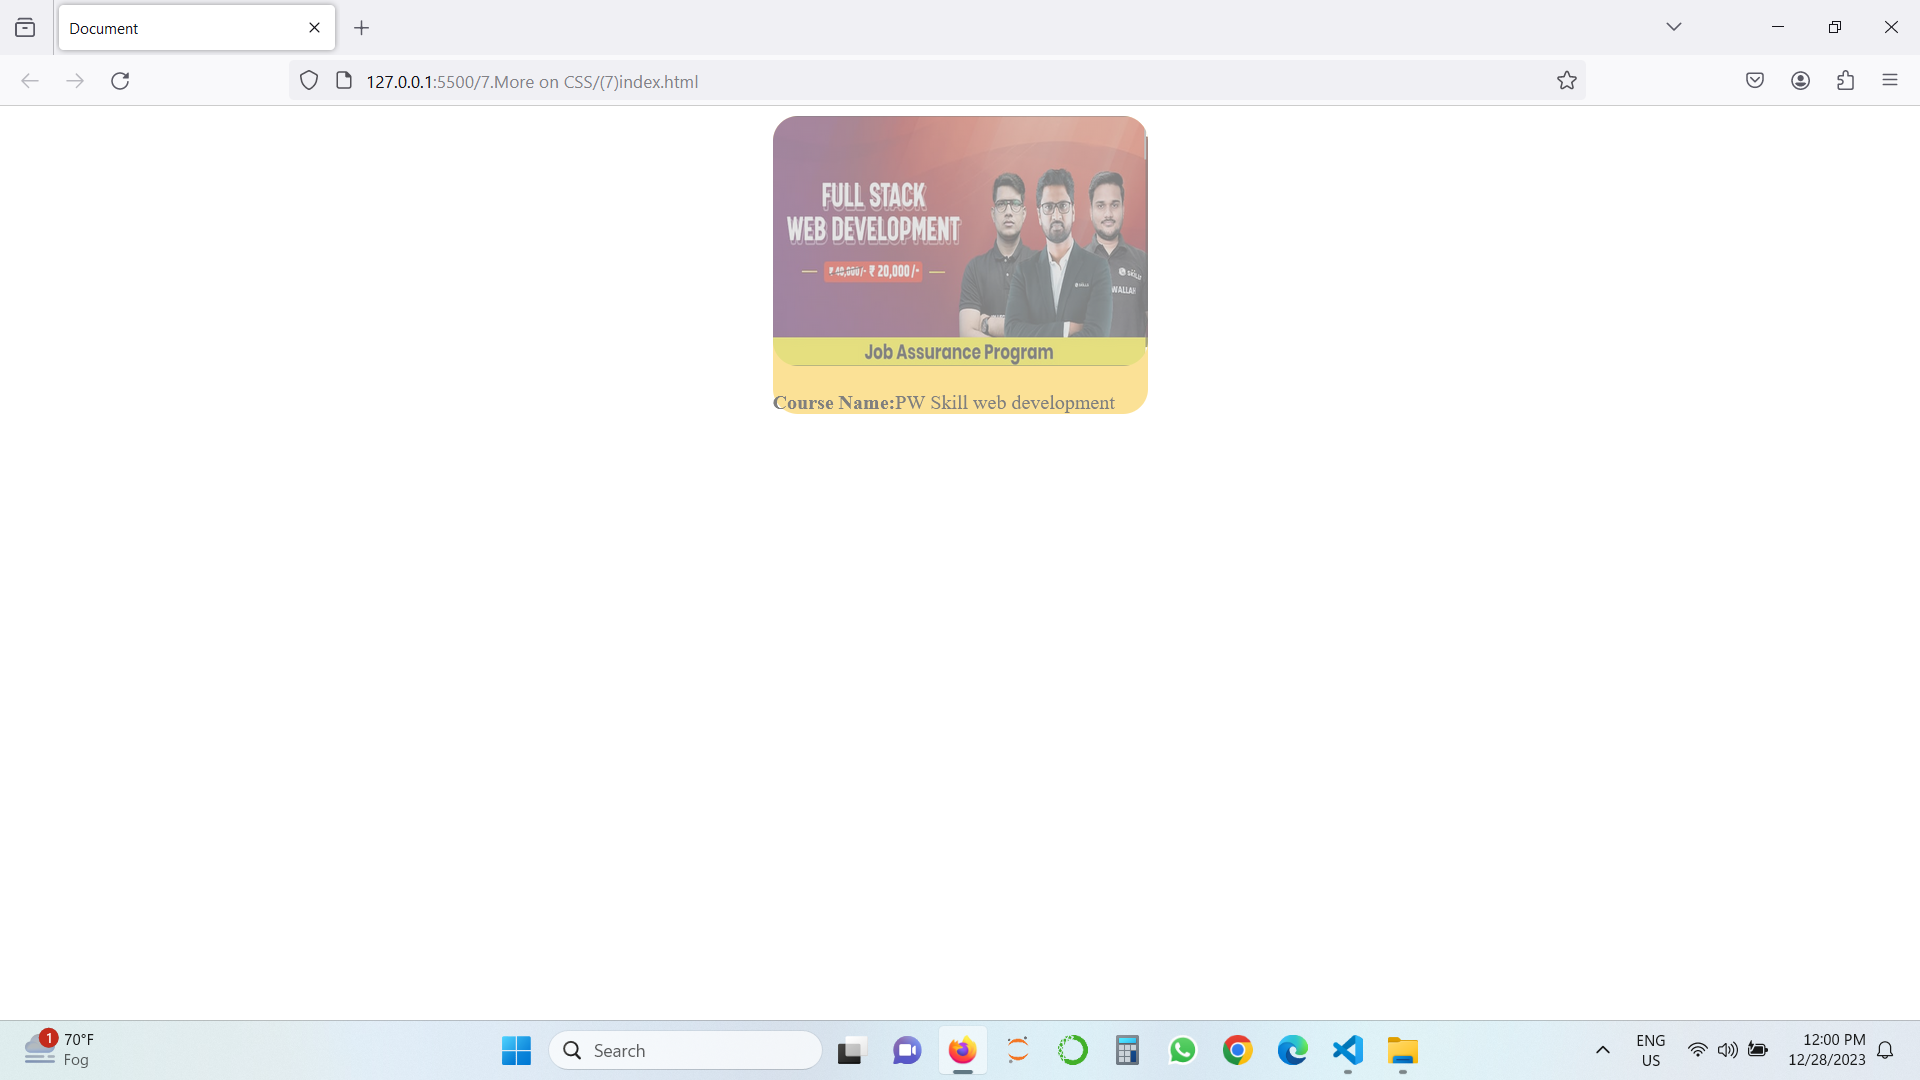 Document
127.0.0.1:5500/7.More on CSS/(7)index.html
FULL STACK
WEB DEVELOPMENT
₹ 40,000/- ₹ 20,000/-
SKILLS
SKILLS
WALLAH
Job Assurance Program
Course Name:PW Skill web development
1
70°F
Fog
Search
ENG
US
12:00 PM
12/28/2023